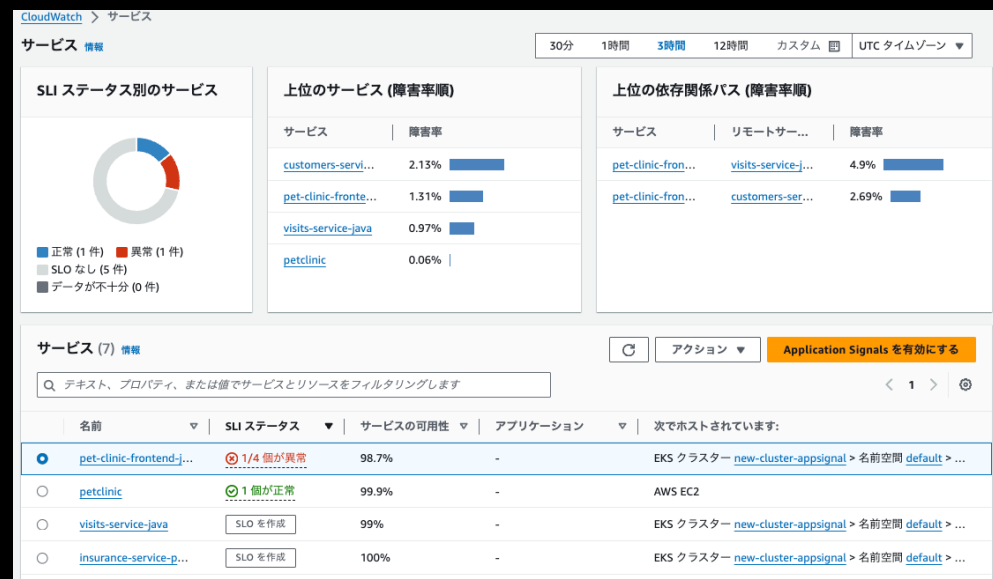 CloudWatch > サービス
サービス 情報
30分 1時間 3時間 12時間 カスタム UTC タイムゾーン
SLI ステータス別のサービス
正常 (1 件) 異常 (1 件)
SLO なし (5 件)
データが不十分 (0 件)
上位のサービス (障害率順)
サービス 障害率
customers-servi... 2.13%
pet-clinic-fronte... 1.31%
visits-service-java 0.97%
petclinic 0.06%
上位の依存関係パス (障害率順)
サービス リモートサー... 障害率
pet-clinic-fron... visits-service-j... 4.9%
pet-clinic-fron... customers-ser... 2.69%
サービス (7) 情報
アクション Application Signals を有効にする
テキスト、プロパティ、または値でサービスとリソースをフィルタリングします
< 1 >
名前 SLI ステータス サービスの可用性 アプリケーション 次でホストされています:
pet-clinic-frontend-j... 1/4 個が異常 98.7% - EKS クラスター new-cluster-appsignal > 名前空間 default > ...
petclinic 1 個が正常 99.9% - AWS EC2
visits-service-java SLO を作成 99% - EKS クラスター new-cluster-appsignal > 名前空間 default > ...
insurance-service-p... SLO を作成 100% - EKS クラスター new-cluster-appsignal > 名前空間 default > ...